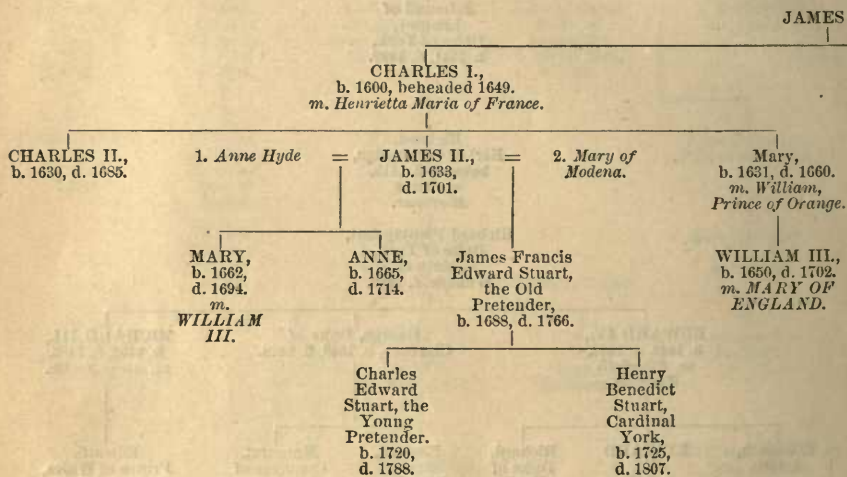 JAMES
CHARLES I.,
b. 1600, beheaded 1649.
m. Henrietta Maria of France.
CHARLES II.,
b. 1630, d. 1685.
1. Anne Hyde
=
JAMES II.,
b. 1633,
d. 1701.
=
2. Mary of
Modena.
Mary,
b. 1631, d. 1660.
m. William,
Prince of Orange.
MARY,
b. 1662,
d. 1694.
m.
WILLIAM
III.
ANNE,
b. 1665,
d. 1714.
James Francis
Edward Stuart,
the Old
Pretender,
b. 1688, d. 1766.
WILLIAM III.,
b. 1650, d. 1702.
m. MARY OF
ENGLAND.
Charles
Edward
Stuart, the
Young
Pretender.
b. 1720,
d. 1788.
Henry
Benedict
Stuart,
Cardinal
York,
b. 1725,
d. 1807.